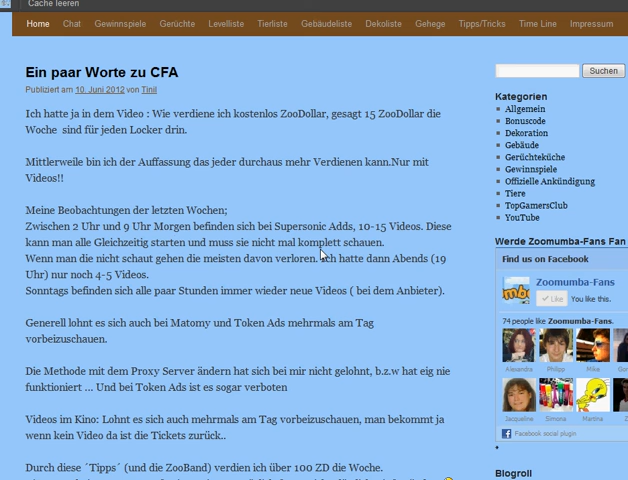 Cache leeren
Home Chat Gewinnspiele Gerüchte Levelliste Tierliste Gebäudeliste Dekoliste Gehege Tipps/Tricks Time Line Impressum
Ein paar Worte zu CFA
Publiziert am 10. Juni 2012 von Tinil
Ich hatte ja in dem Video : Wie verdiene ich kostenlos ZooDollar, gesagt 15 ZooDollar die
Woche sind für jeden Locker drin.
Mittlerweile bin ich der Auffassung das jeder durchaus mehr Verdienen kann.Nur mit
Videos!!
Meine Beobachtungen der letzten Wochen;
Zwischen 2 Uhr und 9 Uhr Morgen befinden sich bei Supersonic Adds, 10-15 Videos. Diese
kann man alle Gleichzeitig starten und muss sie nicht mal komplett schauen.
Wenn man die nicht schaut gehen die meisten davon verloren. Ich hatte dann Abends (19
Uhr) nur noch 4-5 Videos.
Sonntags befinden sich alle paar Stunden immer wieder neue Videos ( bei dem Anbieter).
Generell lohnt es sich auch bei Matomy und Token Ads mehrmals am Tag
vorbeizuschauen.
Die Methode mit dem Proxy Server ändern hat sich bei mir nicht gelohnt, b.z.w hat eig nie
funktioniert ... Und bei Token Ads ist es sogar verboten
Videos im Kino: Lohnt es sich auch mehrmals am Tag vorbeizuschauen, man bekommt ja
wenn kein Video da ist die Tickets zurück..
Durch diese ´Tipps´ (und die ZooBand) verdien ich über 100 ZD die Woche.
Suchen
Kategorien
Allgemein
Bonuscode
Dekoration
Gebäude
Gerüchteküche
Gewinnspiele
Offizielle Ankündigung
Tiere
TopGamersClub
YouTube
Werde Zoomumba-Fans Fan
Find us on Facebook
Zoomumba-Fans
Like You like this.
74 people like Zoomumba-Fans.
Alexandra Philipp Mike
Jacqueline Simona Martina
Facebook social plugin
Blogroll